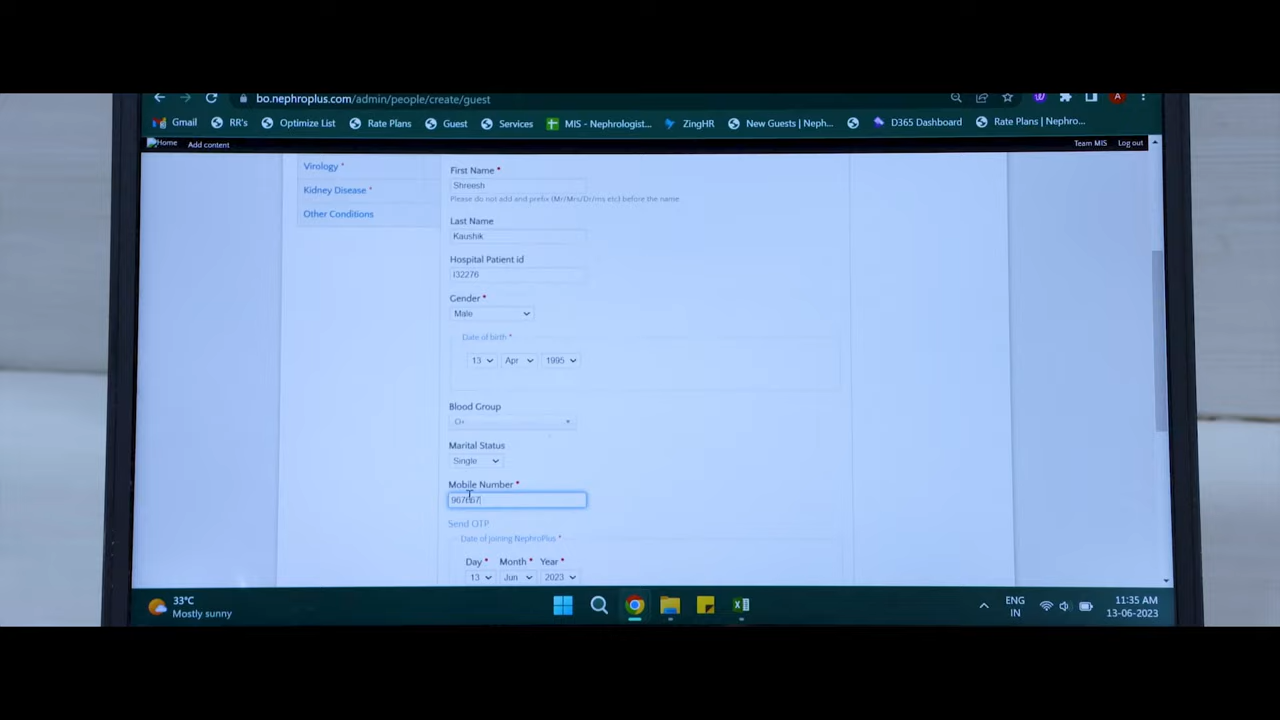 bo.nephroplus.com/admin/people/create/guest
Gmail RR's Optimize List Rate Plans Guest Services MIS - Nephrologist... ZingHR New Guests | Neph... D365 Dashboard Rate Plans | Nephro...
Home Add content Team MIS Log out
Virology *
Kidney Disease *
Other Conditions
First Name *
Shreesh
Please do not add and prefix (Mr/Mrs/Dr/ms etc) before the name
Last Name
Kaushik
Hospital Patient id
I32276
Gender *
Male
Date of birth *
13 Apr 1995
Blood Group
O+
Marital Status
Single
Mobile Number *
967667
Send OTP
Date of joining NephroPlus *
Day * Month * Year *
13 Jun 2023
33°C
Mostly sunny
ENG
IN
11:35 AM
13-06-2023